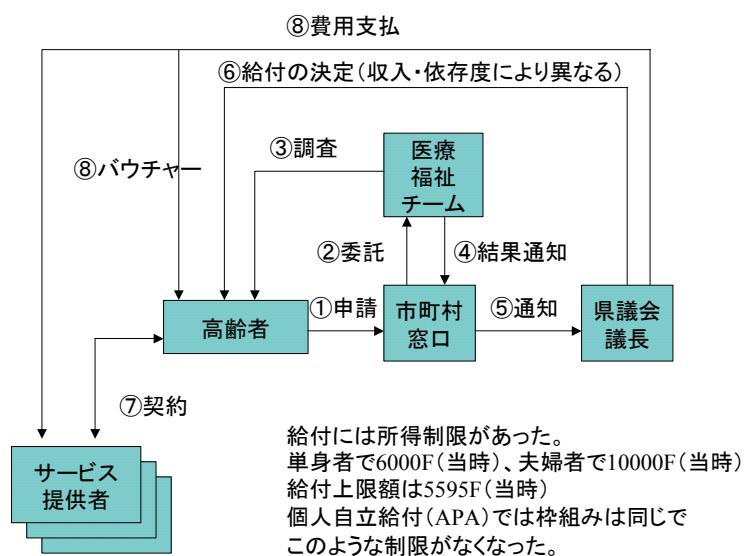 ⑧費用支払
⑥給付の決定（収入・依存度により異なる）
③調査
医療
福祉
チーム
⑧バウチャー
②委託
④結果通知
高齢者
①申請
市町村
窓口
⑤通知
県議会
議長
⑦契約
サービス
提供者
給付には所得制限があった。
単身者で6000F（当時）、夫婦者で10000F（当時）
給付上限額は5595F（当時）
個人自立給付（APA）では枠組みは同じで
このような制限がなくなった。